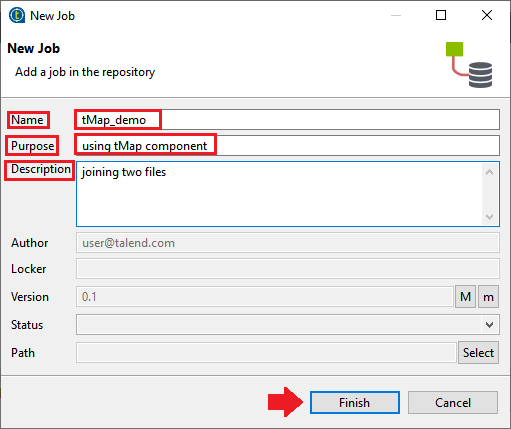 New Job
New Job
Add a job in the repository
Name tMap_demo
Purpose using tMap component
Description joining two files
Author user@talend.com
Locker
Version 0.1 M m
Status
Path Select
Finish Cancel